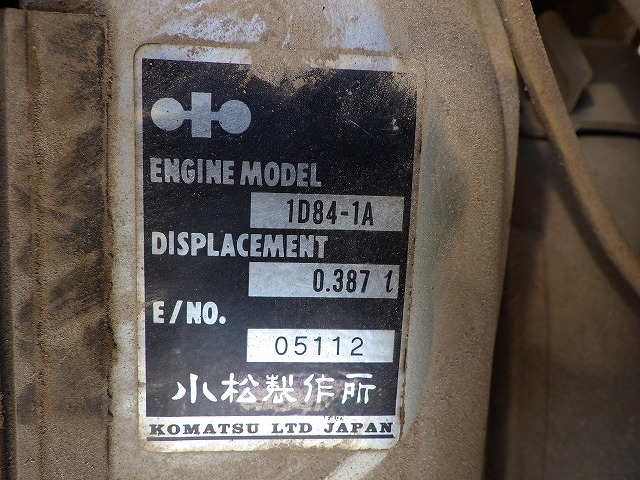 ENGINE MODEL
1D84-1A
DISPLACEMENT
0.387 ℓ
E/NO.
05112
小松製作所
KOMATSU LTD JAPAN